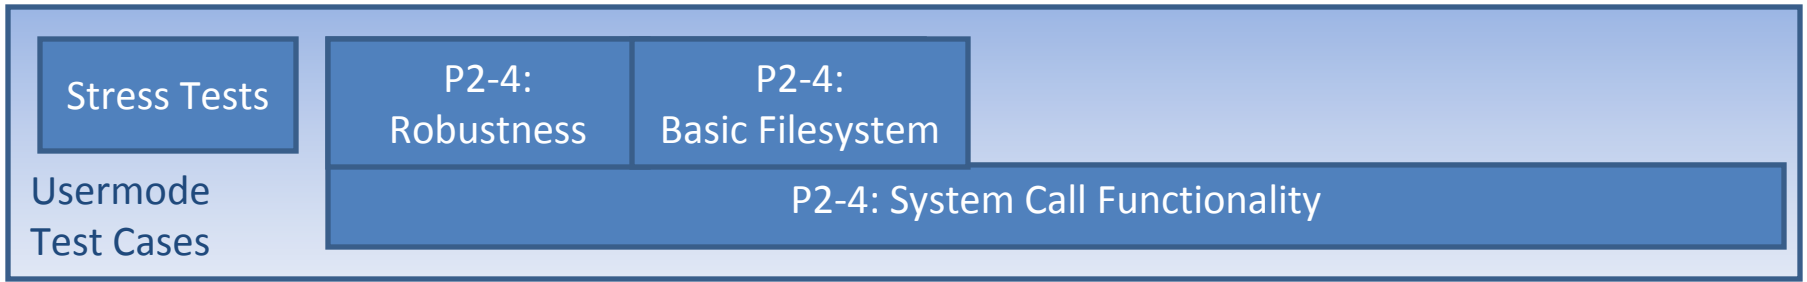 Stress Tests
P2-4:
Robustness
P2-4:
Basic Filesystem
Usermode
Test Cases
P2-4: System Call Functionality